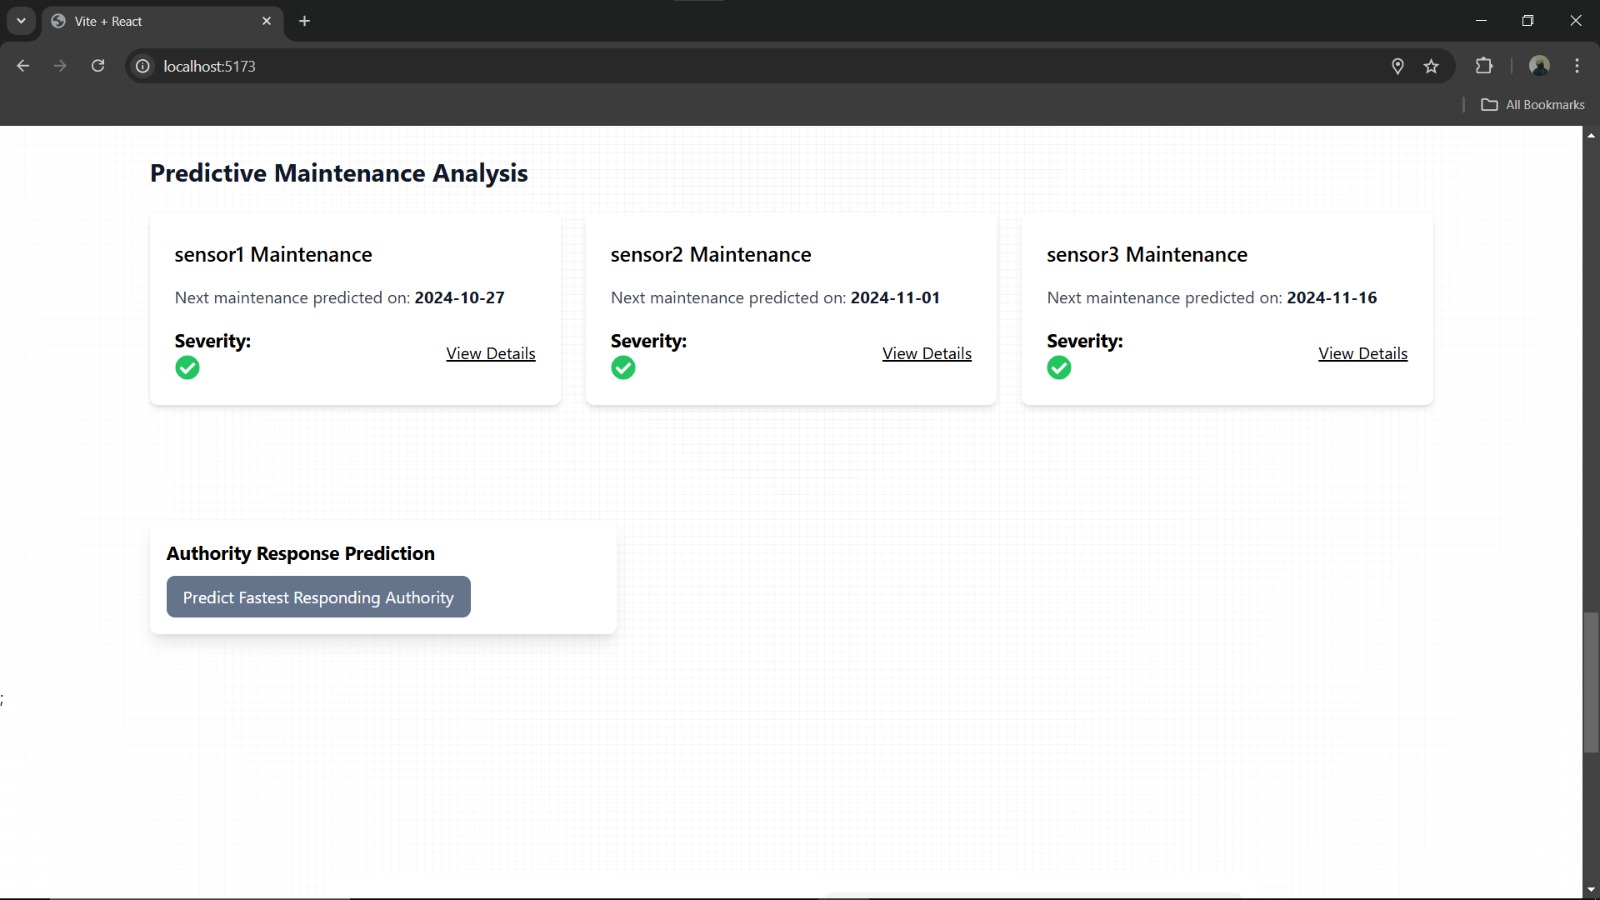 Vite + React
localhost:5173
All Bookmarks
Predictive Maintenance Analysis
sensor1 Maintenance
Next maintenance predicted on: 2024-10-27
Severity:
View Details
sensor2 Maintenance
Next maintenance predicted on: 2024-11-01
Severity:
View Details
sensor3 Maintenance
Next maintenance predicted on: 2024-11-16
Severity:
View Details
Authority Response Prediction
Predict Fastest Responding Authority
;